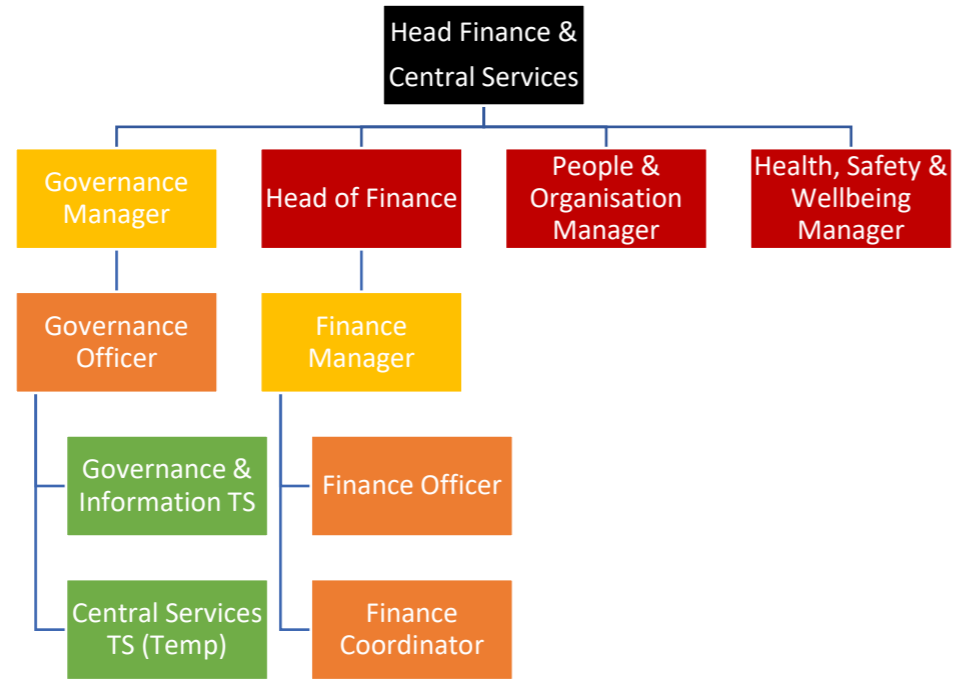 Head Finance &
Central Services
Governance
Manager
Head of Finance
People &
Organisation
Manager
Health, Safety &
Wellbeing
Manager
Governance
Officer
Finance
Manager
Governance &
Information TS
Finance Officer
Central Services
TS (Temp)
Finance
Coordinator